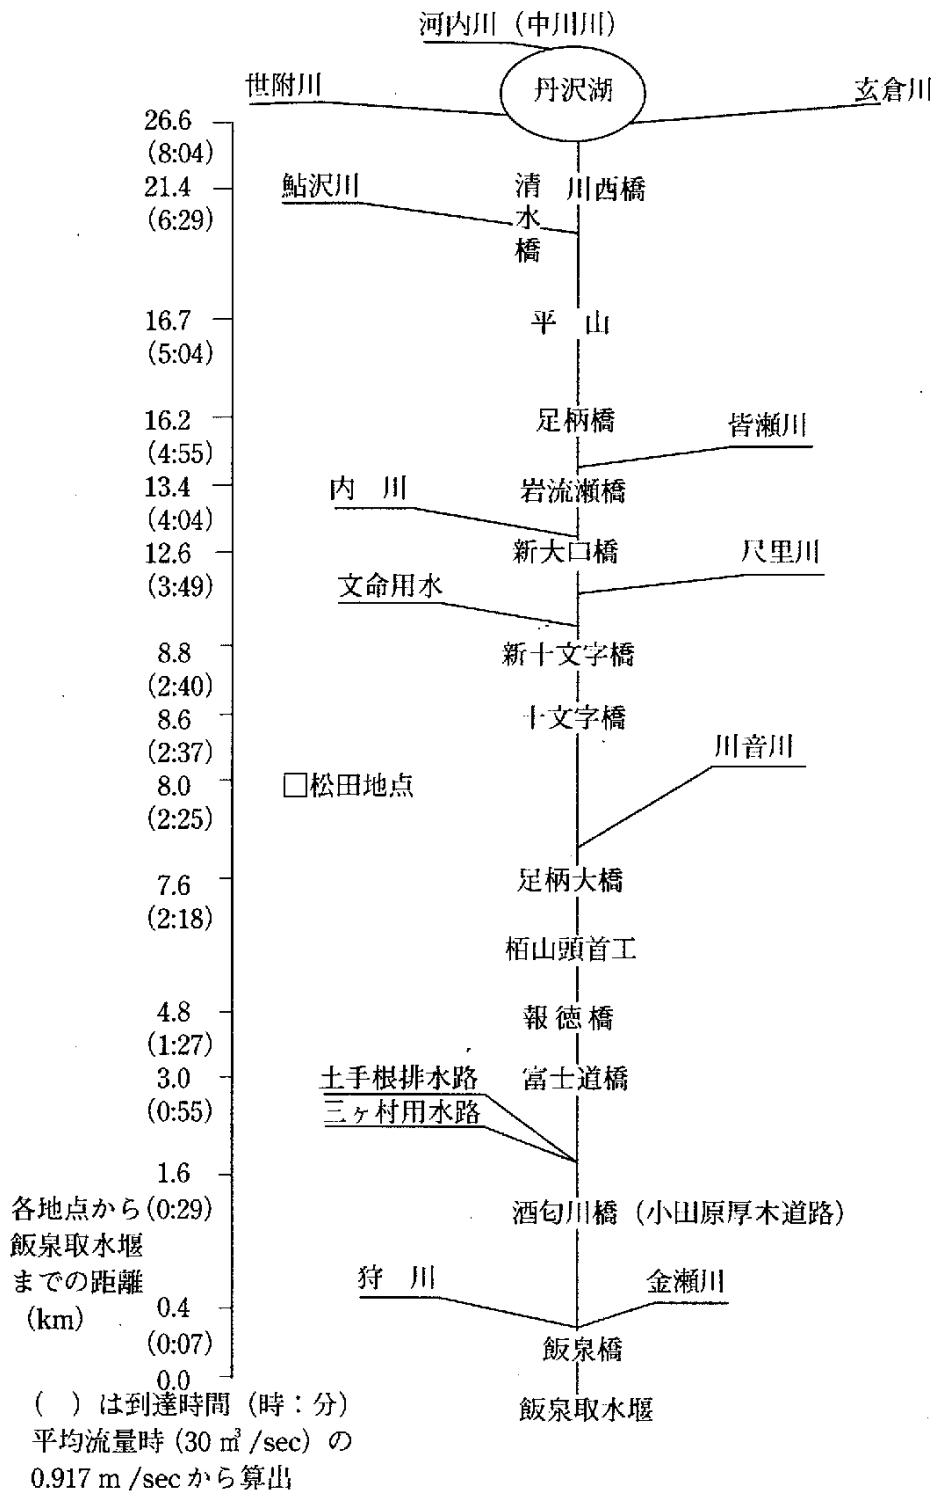 河内川（中川川）
世附川
丹沢湖
玄倉川
26.6
(8:04)
21.4
(6:29)
鮎沢川
清水橋
川西橋
16.7
(5:04)
平　山
16.2
(4:55)
足柄橋
皆瀬川
13.4
(4:04)
内　川
岩流瀬橋
12.6
(3:49)
新大口橋
尺里川
文命用水
8.8
(2:40)
新十文字橋
8.6
(2:37)
十文字橋
川音川
8.0
(2:25)
□松田地点
7.6
(2:18)
足柄大橋
栢山頭首工
4.8
(1:27)
報徳橋
3.0
(0:55)
土手根排水路
富士道橋
三ヶ村用水路
1.6
(0:29)
酒匂川橋（小田原厚木道路）
各地点から
飯泉取水堰
までの距離
（km）
狩　川
金瀬川
0.4
(0:07)
飯泉橋
0.0
飯泉取水堰
（　）は到達時間（時：分）
平均流量時（30 ㎥/sec）の
0.917 m /sec から算出